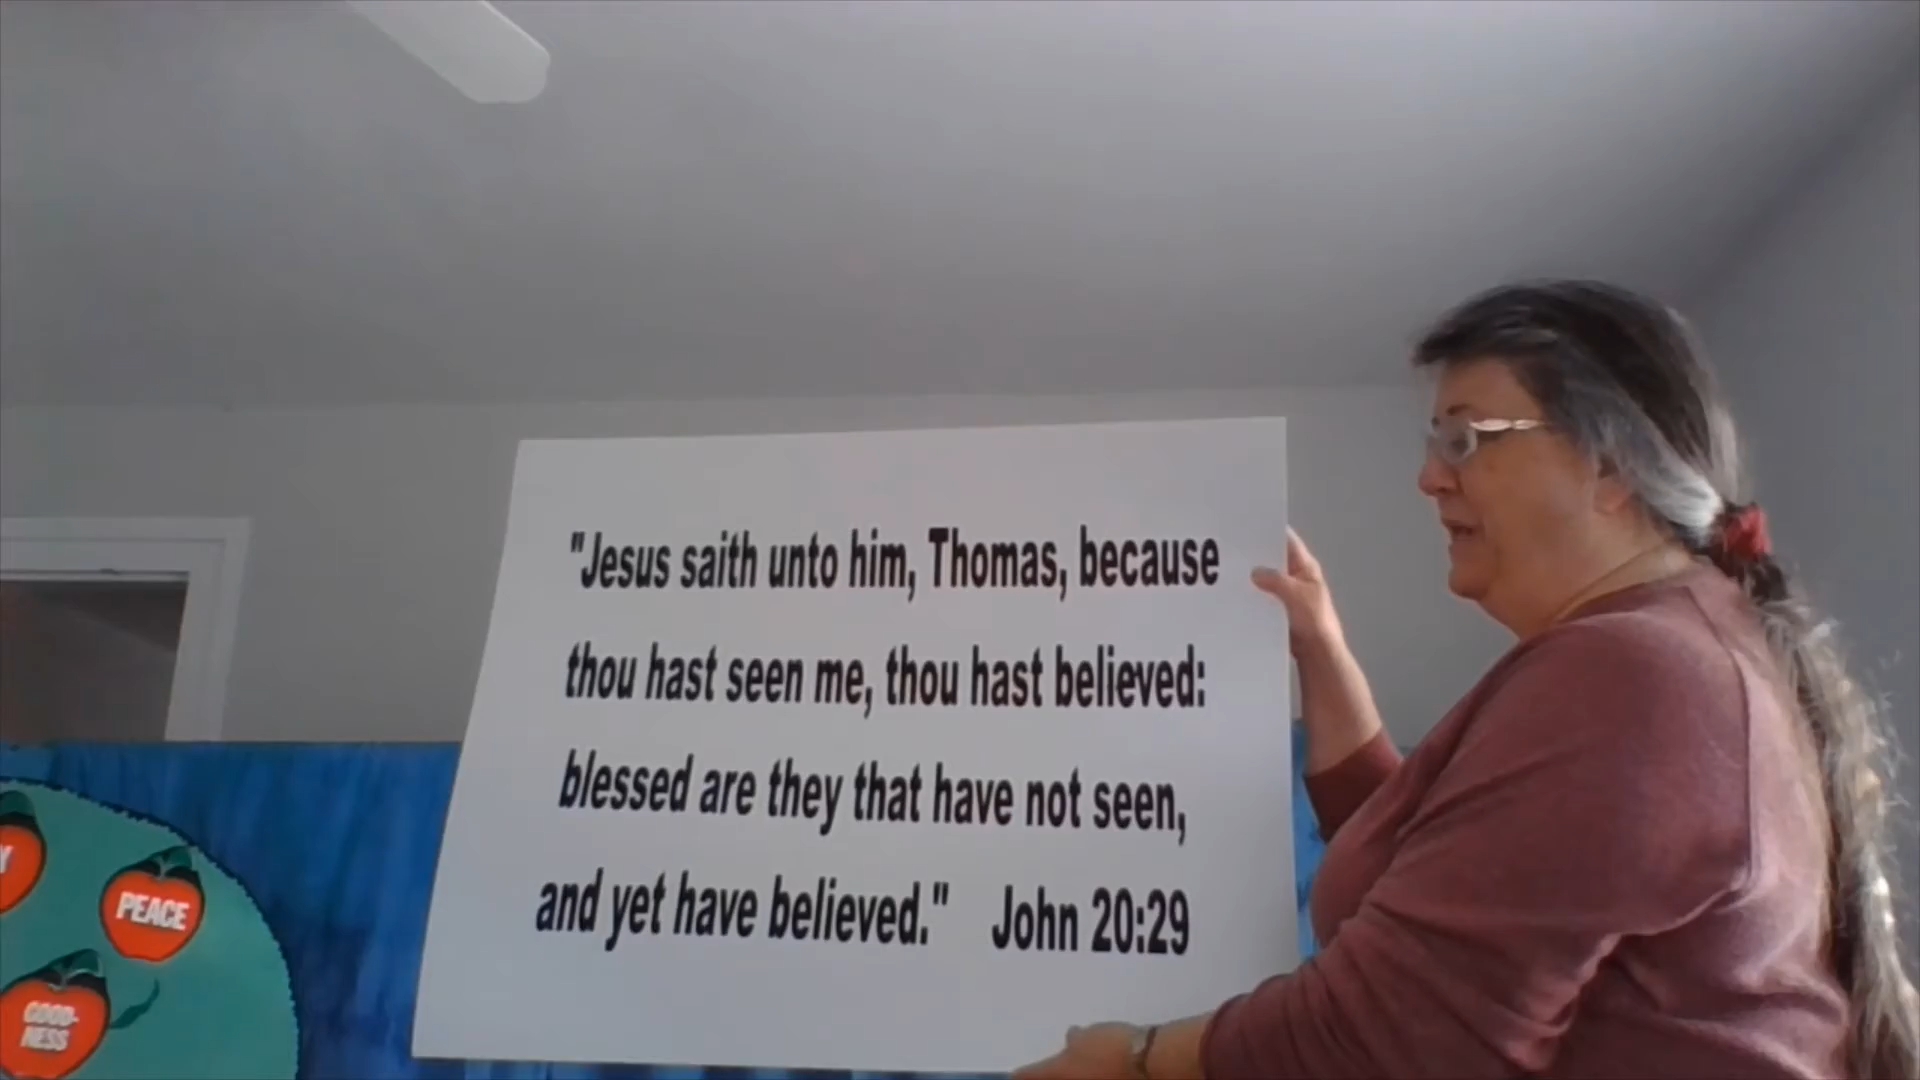 "Jesus saith unto him, Thomas, because
thou hast seen me, thou hast believed:
blessed are they that have not seen,
and yet have believed." John 20:29
PEACE
GOOD-
NESS